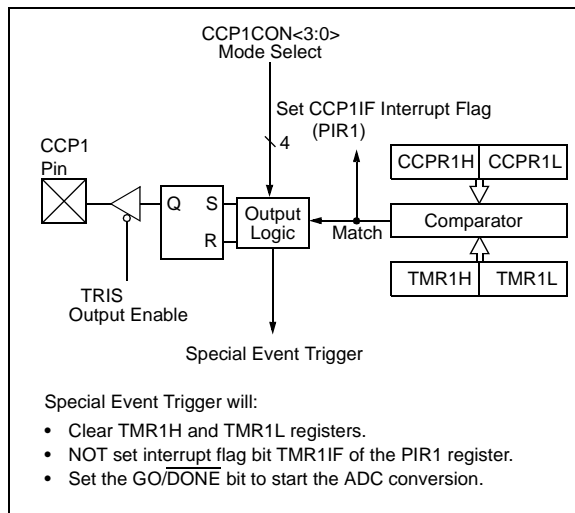 CCP1CON<3:0>
Mode Select
Set CCP1IF Interrupt Flag
(PIR1)
4
CCP1
Pin
CCPR1H CCPR1L
Q S
R
Output
Logic
Match
Comparator
TRIS
Output Enable
TMR1H TMR1L
Special Event Trigger
Special Event Trigger will:
• Clear TMR1H and TMR1L registers.
• NOT set interrupt flag bit TMR1IF of the PIR1 register.
• Set the GO/DONE bit to start the ADC conversion.